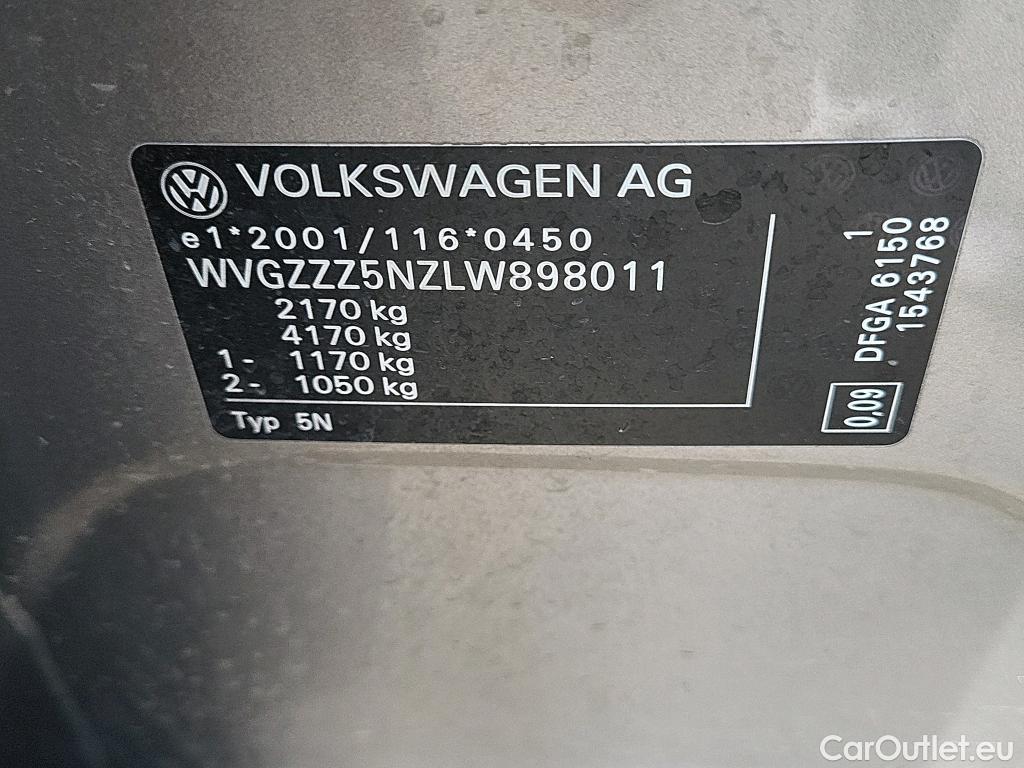 VOLKSWAGEN AG
e1*2001/116*0450
WVGZZZ5NZLW898011
2170 kg
4170 kg
1- 1170 kg
2- 1050 kg
Typ 5N
1
DFGA 6150
1543768
0,09
CarOutlet.eu